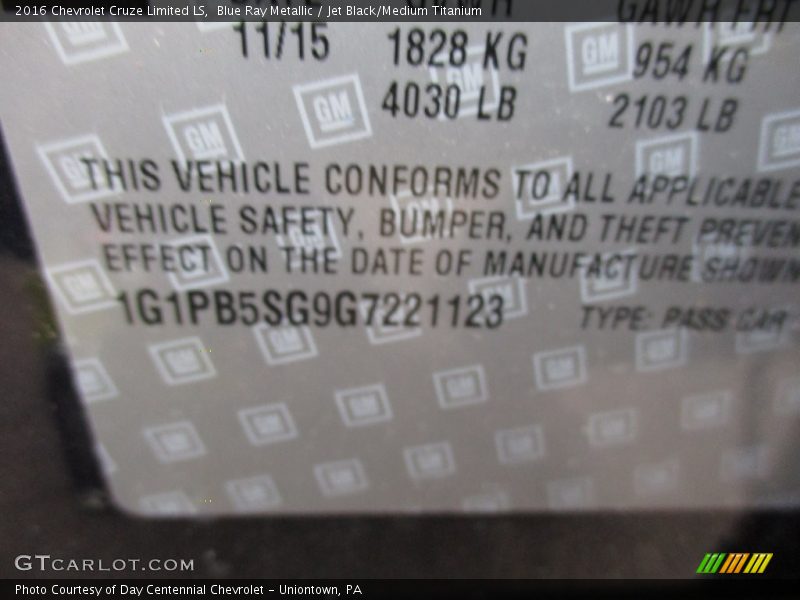 2016 Chevrolet Cruze Limited LS, Blue Ray Metallic / Jet Black/Medium Titanium
GAWR FRT
11/15 1828 KG 954 KG
4030 LB 2103 LB
THIS VEHICLE CONFORMS TO ALL APPLICABLE
VEHICLE SAFETY, BUMPER, AND THEFT PREVEN
EFFECT ON THE DATE OF MANUFACTURE SHOWN
1G1PB5SG9G7221123 TYPE: PASS CAR
GTCARLOT.COM
Photo Courtesy of Day Centennial Chevrolet - Uniontown, PA